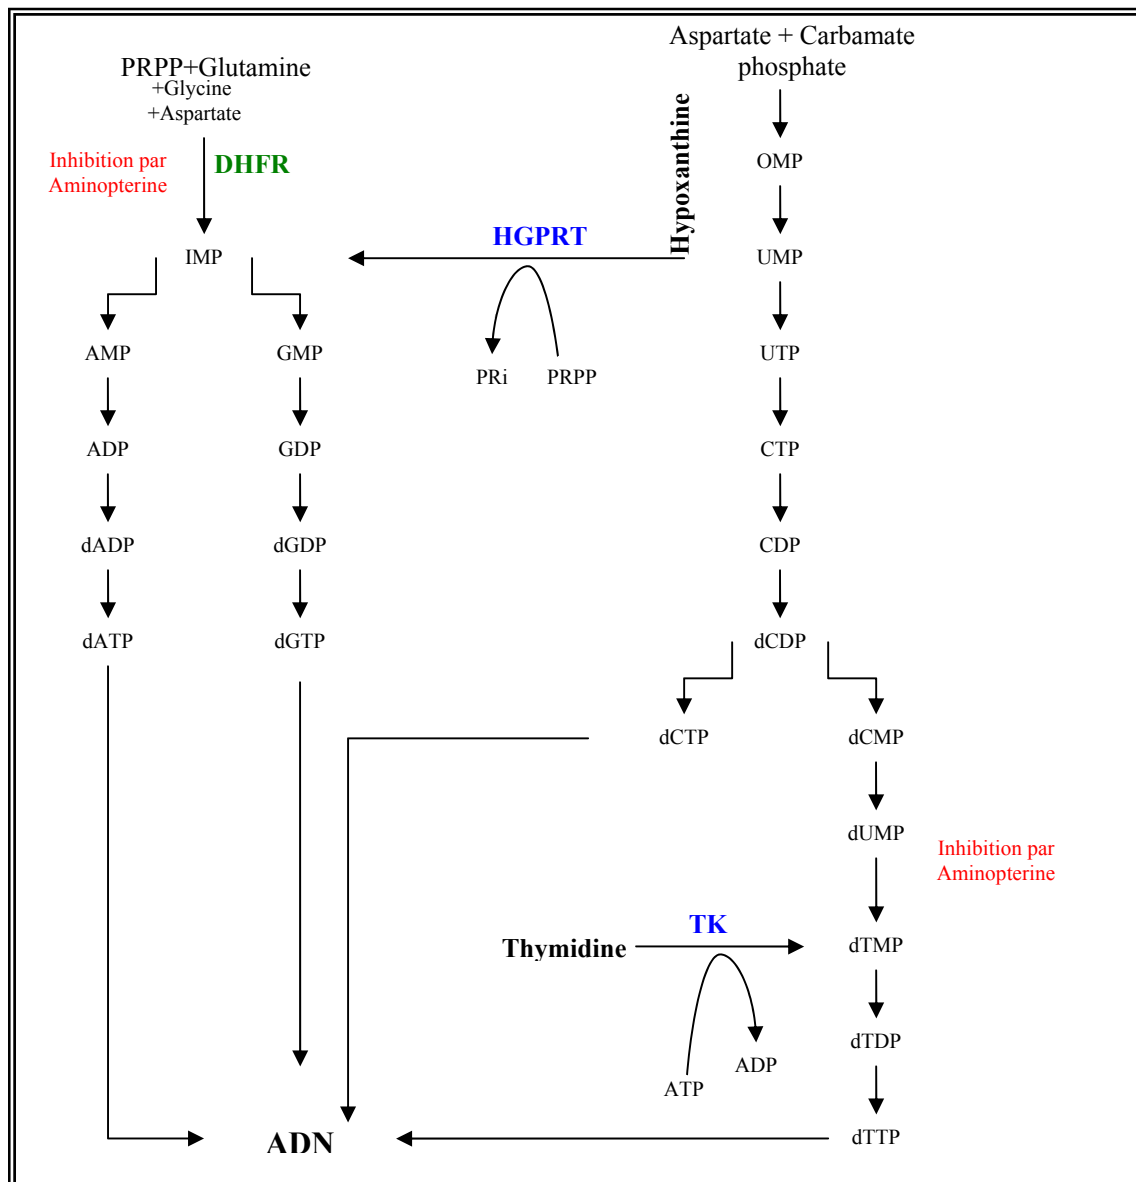 PRPP+Glutamine
+Glycine
+Aspartate
Inhibition par
Aminopterine
DHFR
IMP
AMP
GMP
ADP
GDP
dADP
dGDP
dATP
dGTP
HGPRT
Hypoxanthine
PRi
PRPP
Aspartate + Carbamate
phosphate
OMP
UMP
UTP
CTP
CDP
dCDP
dCTP
dCMP
dUMP
Inhibition par
Aminopterine
TK
Thymidine
dTMP
dTDP
ATP
ADP
dTTP
ADN